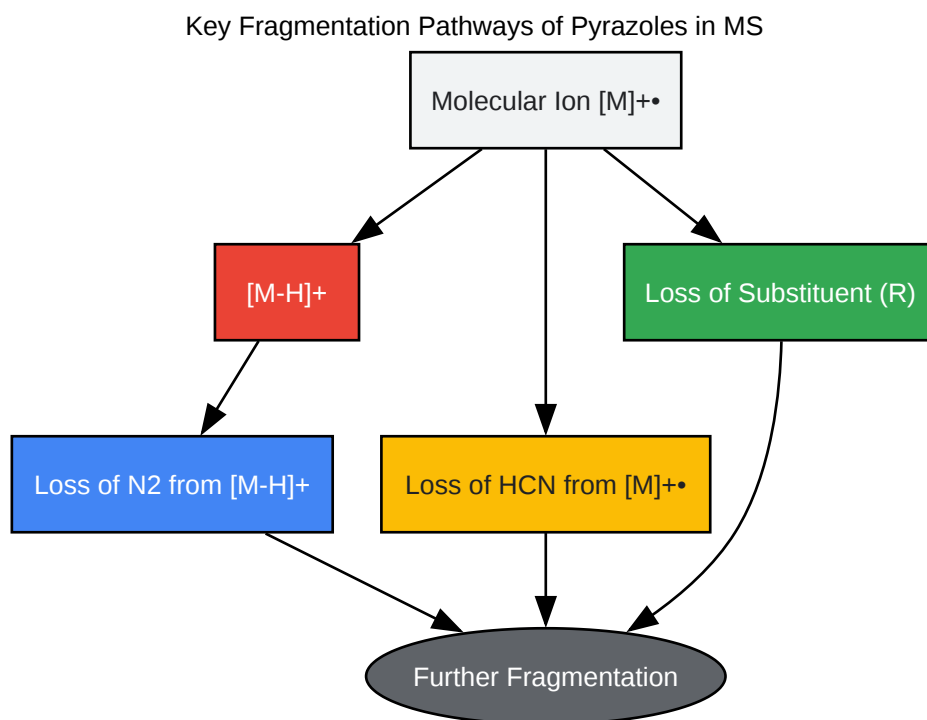 Key Fragmentation Pathways of Pyrazoles in MS
Molecular Ion [M]+•
[M-H]+
Loss of Substituent (R)
Loss of N2 from [M-H]+
Loss of HCN from [M]+•
Further Fragmentation